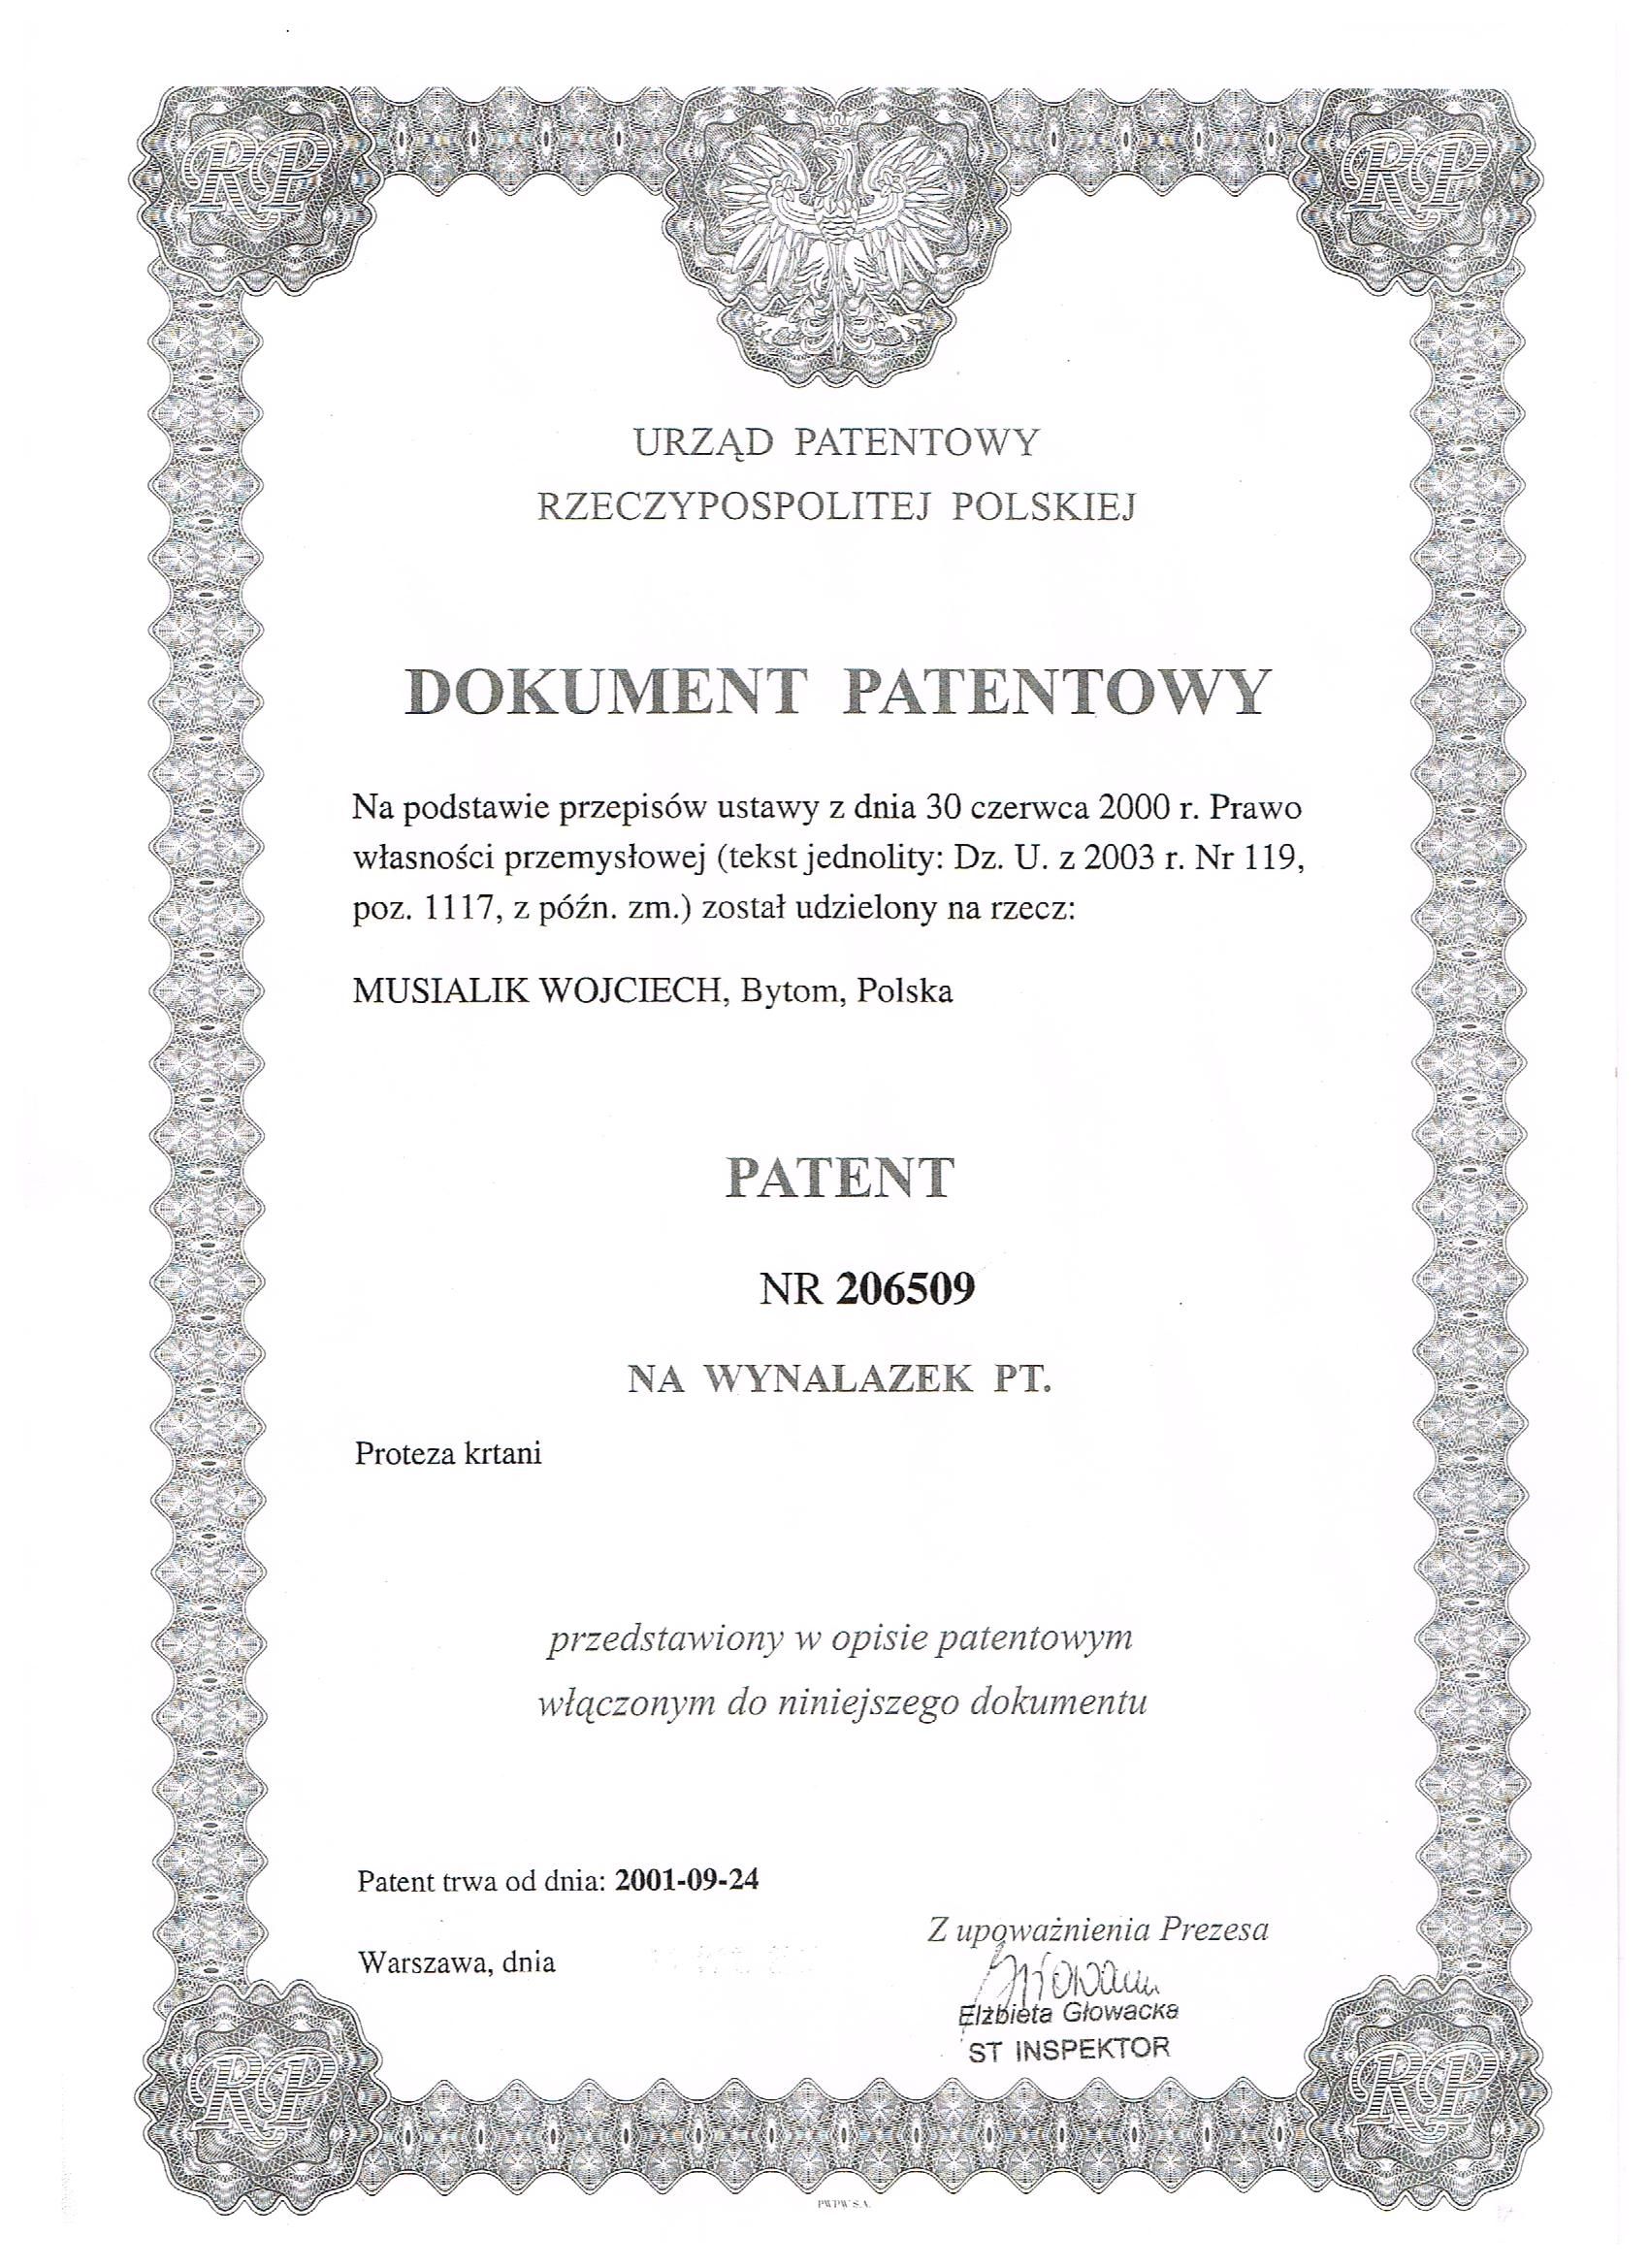 RP
RP
URZĄD PATENTOWY
RZECZYPOSPOLITEJ POLSKIEJ
DOKUMENT PATENTOWY
Na podstawie przepisów ustawy z dnia 30 czerwca 2000 r. Prawo
własności przemysłowej (tekst jednolity: Dz. U. z 2003 r. Nr 119,
poz. 1117, z późn. zm.) został udzielony na rzecz:
MUSIALIK WOJCIECH, Bytom, Polska
PATENT
NR 206509
NA WYNALAZEK PT.
Proteza krtani
przedstawiony w opisie patentowym
włączonym do niniejszego dokumentu
Patent trwa od dnia: 2001-09-24
Z upoważnienia Prezesa
Warszawa, dnia
Elżbieta Głowacka
ST INSPEKTOR
RP
RP
PWPW S.A.